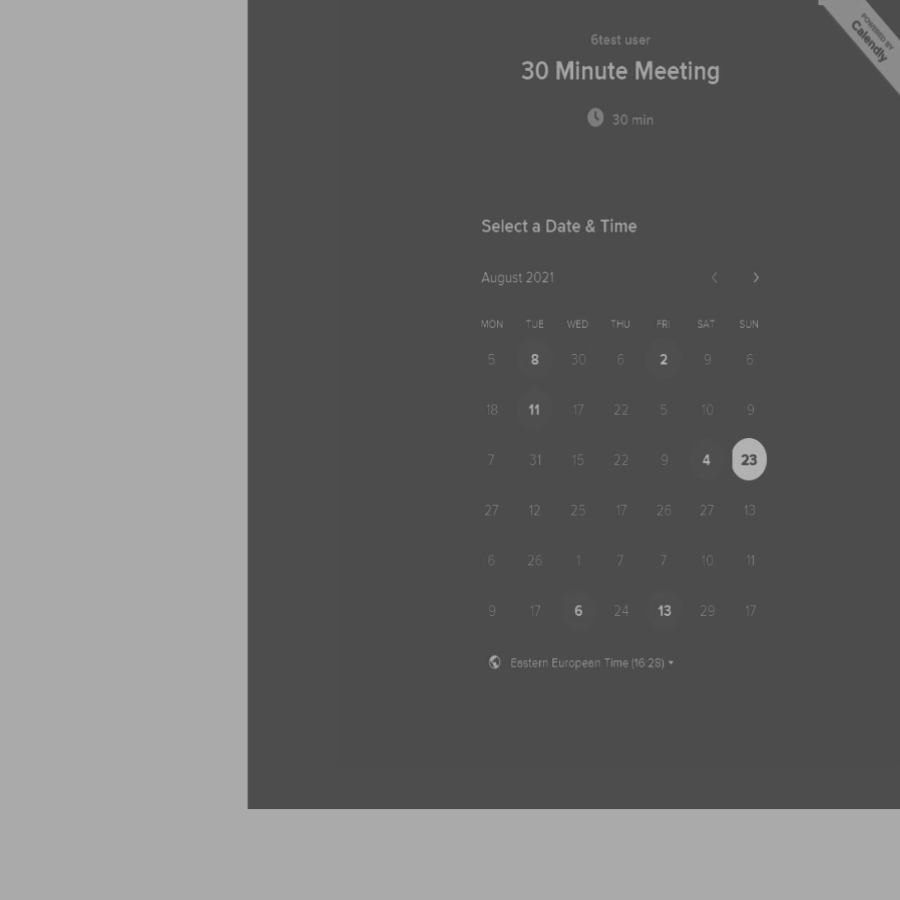 POWERED BY
Calendly
6test user
30 Minute Meeting
30 min
Select a Date & Time
August 2021
MON TUE WED THU FRI SAT SUN
5 8 30 6 2 9 6
18 11 17 22 5 10 9
7 31 15 22 9 4 23
27 12 25 17 26 27 13
6 26 1 7 7 10 11
9 17 6 24 13 29 17
Eastern European Time (16:28)